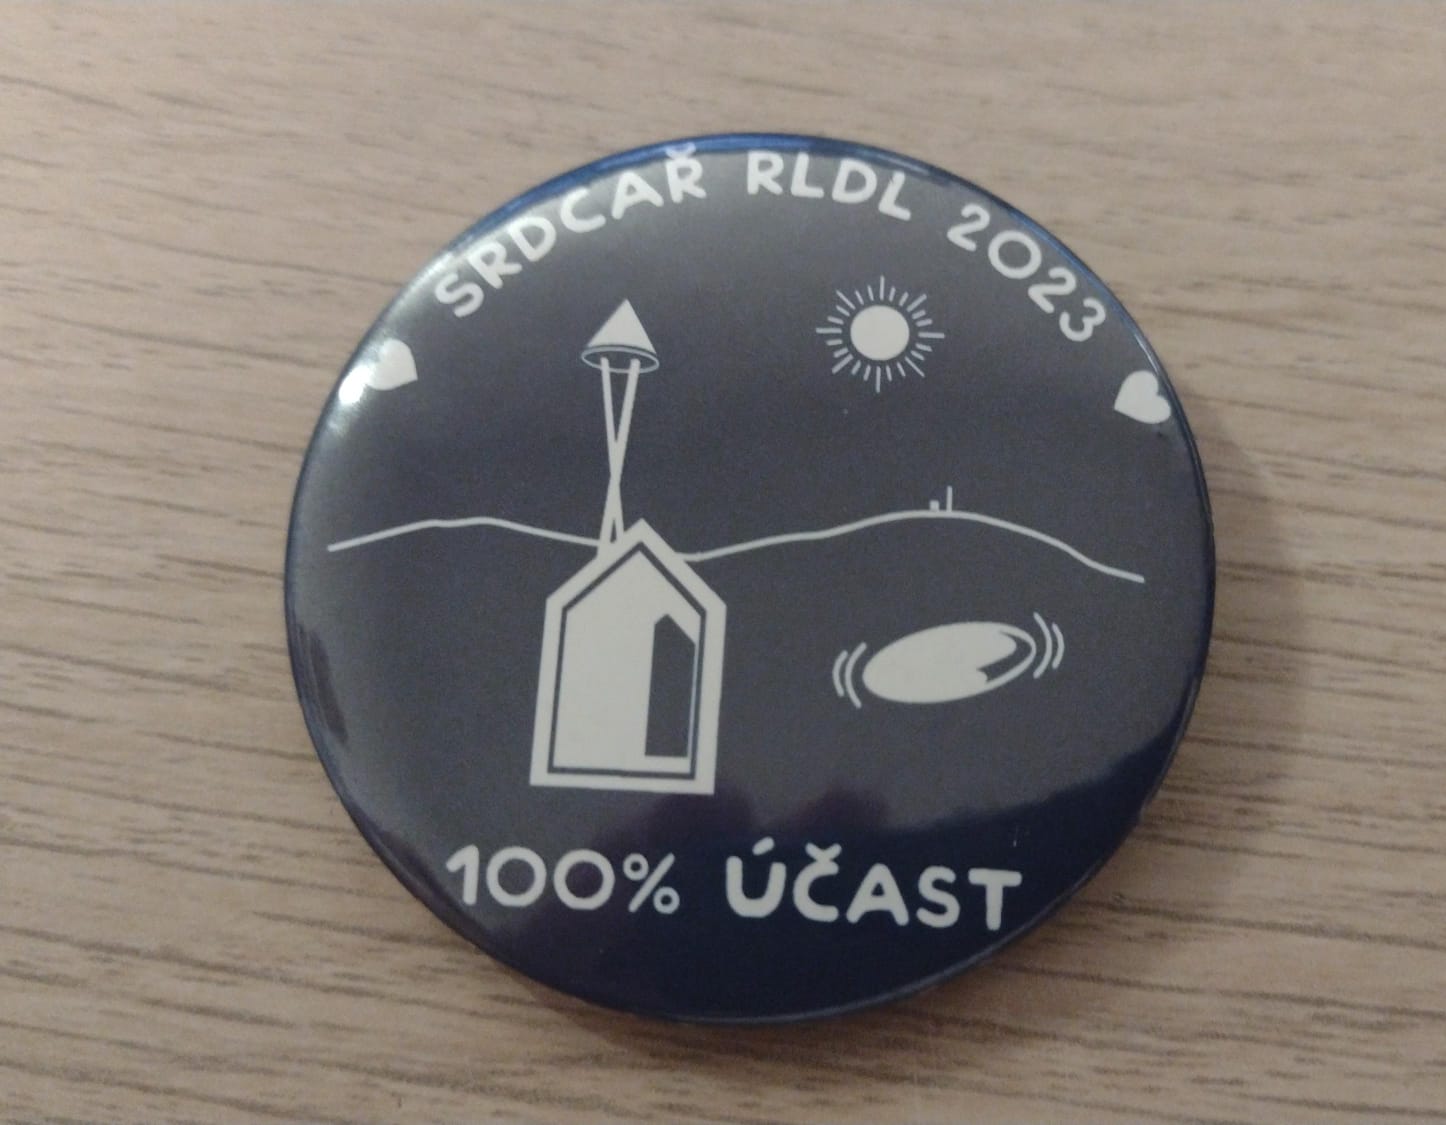 SRDCAŘ RLDL 2023
100% ÚČAST